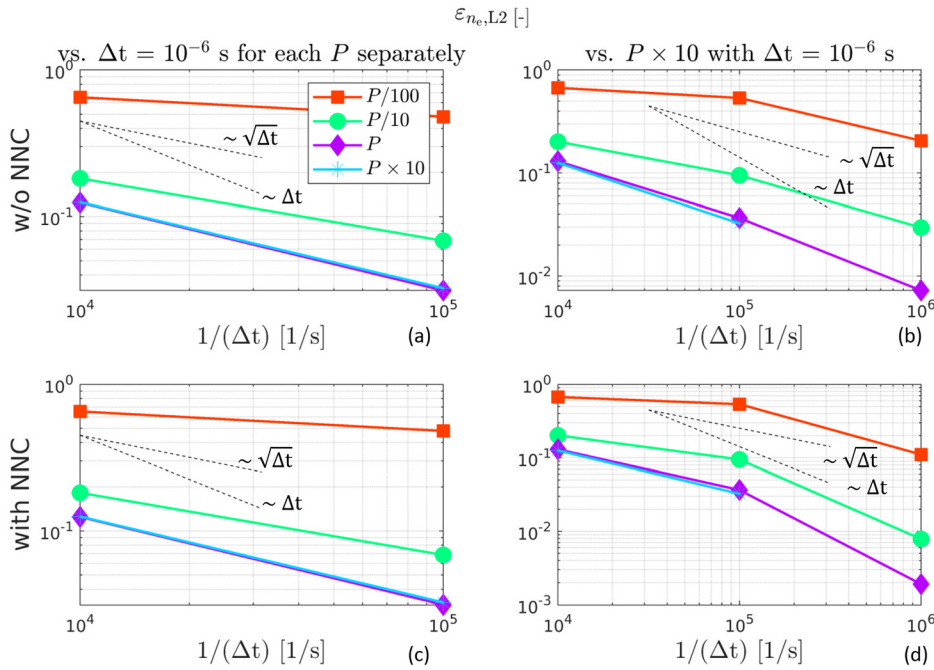 ε_{n_e,L2} [-]
vs. Δt = 10^{-6} s for each P separately
vs. P × 10 with Δt = 10^{-6} s
w/o NNC
10^0
10^{-1}
P/100
P/10
P
P × 10
~ √Δt
~ Δt
10^4
10^5
1/(Δt) [1/s]
(a)
10^0
10^{-1}
10^{-2}
~ √Δt
~ Δt
10^4
10^5
10^6
1/(Δt) [1/s]
(b)
with NNC
10^0
10^{-1}
~ √Δt
~ Δt
10^4
10^5
1/(Δt) [1/s]
(c)
10^0
10^{-1}
10^{-2}
10^{-3}
~ √Δt
~ Δt
10^4
10^5
10^6
1/(Δt) [1/s]
(d)